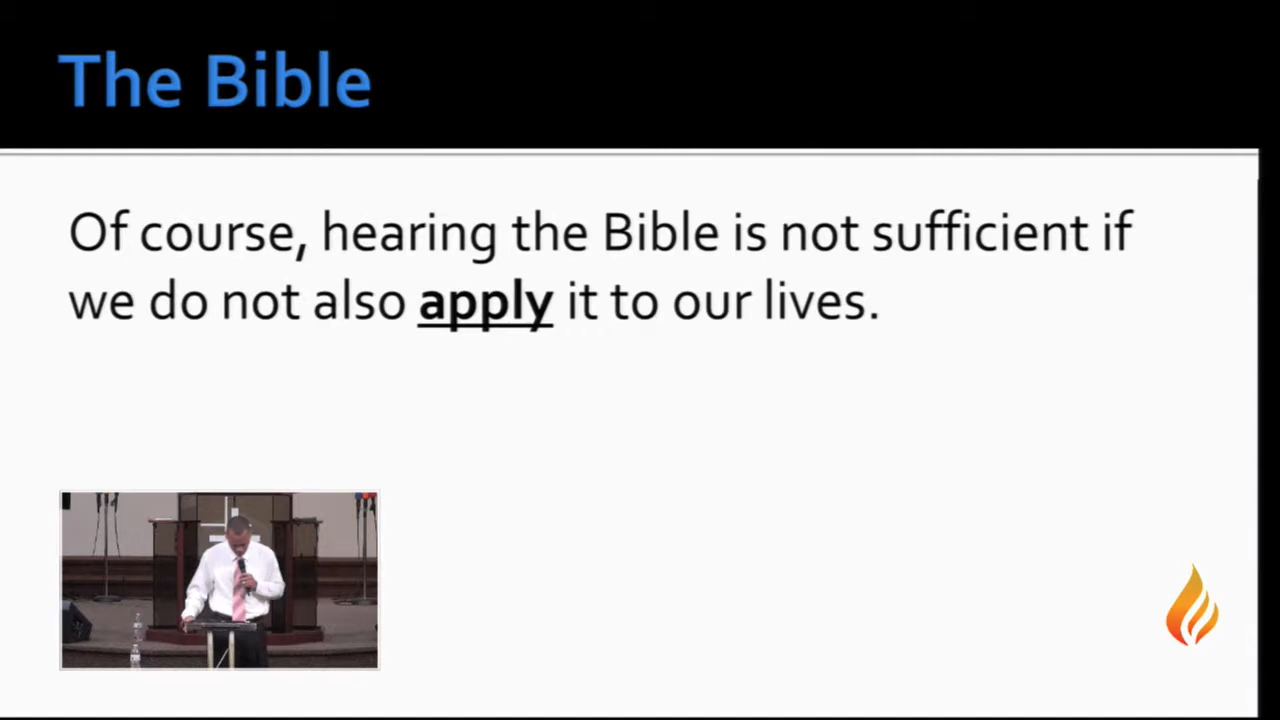 The Bible
Of course, hearing the Bible is not sufficient if
we do not also apply it to our lives.